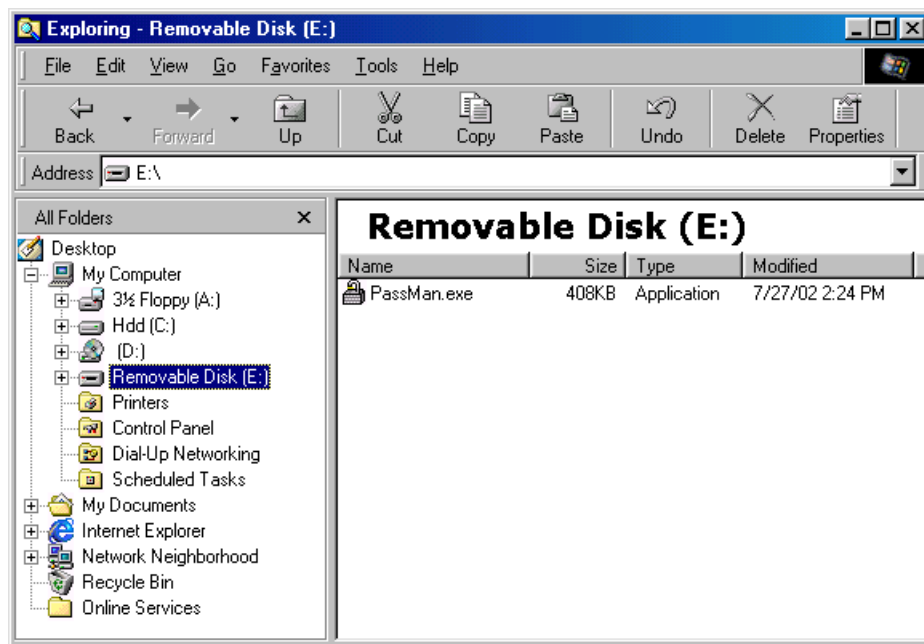 Exploring - Removable Disk (E:)
File Edit View Go Favorites Tools Help
Back Forward Up Cut Copy Paste Undo Delete Properties
Address E:\
All Folders
Desktop
My Computer
3½ Floppy (A:)
Hdd (C:)
(D:)
Removable Disk (E:)
Printers
Control Panel
Dial-Up Networking
Scheduled Tasks
My Documents
Internet Explorer
Network Neighborhood
Recycle Bin
Online Services
Removable Disk (E:)
Name Size Type Modified
PassMan.exe 408KB Application 7/27/02 2:24 PM